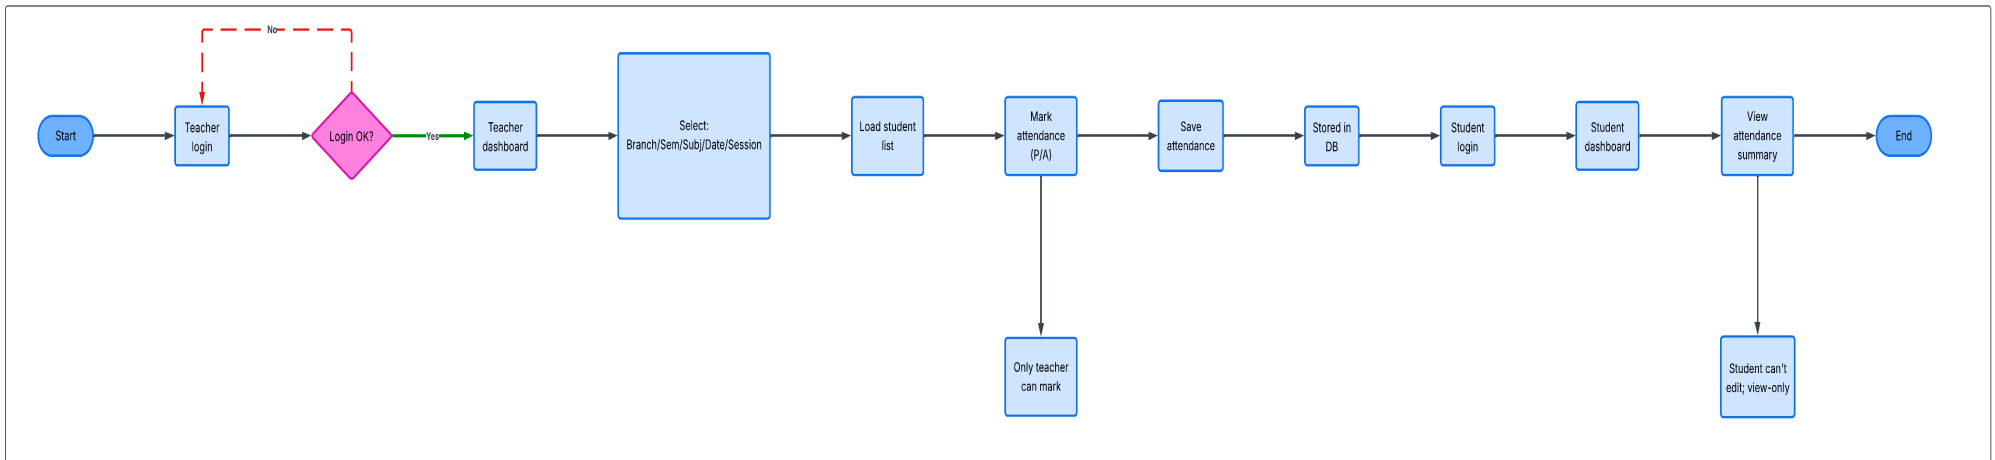 No
Start
Teacher
login
Login OK?
Yes
Teacher
dashboard
Select:
Branch/Sem/Subj/Date/Session
Load student
list
Mark
attendance
(P/A)
Save
attendance
Stored in
DB
Student
login
Student
dashboard
View
attendance
summary
End
Only teacher
can mark
Student can't
edit; view-only